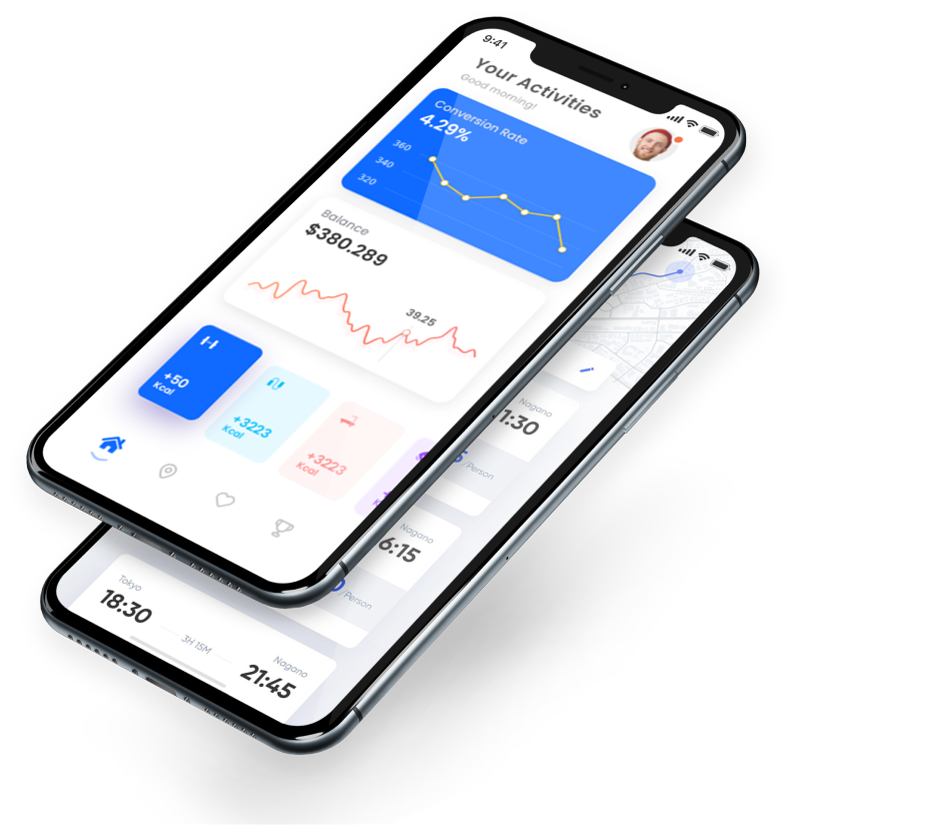 9:41
Your Activities
Good morning!
Conversion Rate
4.29%
360
340
320
Balance
$380.289
39.25
+50
Kcal
+3223
Kcal
+3223
Kcal
Nagano
1:30
/Person
Nagano
6:15
/Person
Tokyo
18:30
3H 15M
Nagano
21:45